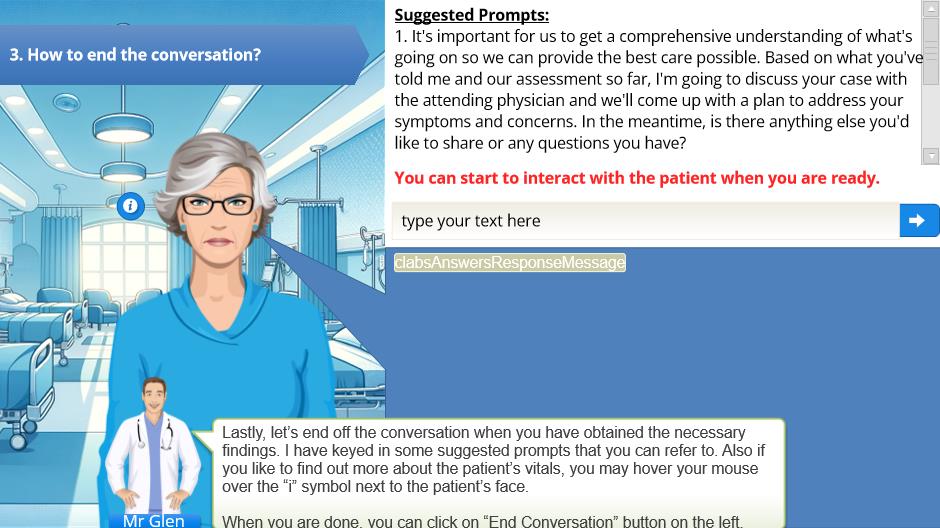 3. How to end the conversation?
Suggested Prompts:
1. It's important for us to get a comprehensive understanding of what's
going on so we can provide the best care possible. Based on what you've
told me and our assessment so far, I'm going to discuss your case with
the attending physician and we'll come up with a plan to address your
symptoms and concerns. In the meantime, is there anything else you'd
like to share or any questions you have?
You can start to interact with the patient when you are ready.
i
type your text here
clabsAnswersResponseMessage
Lastly, let's end off the conversation when you have obtained the necessary
findings. I have keyed in some suggested prompts that you can refer to. Also if
you like to find out more about the patient's vitals, you may hover your mouse
over the “i” symbol next to the patient's face.
When you are done, you can click on “End Conversation” button on the left.
Mr Glen